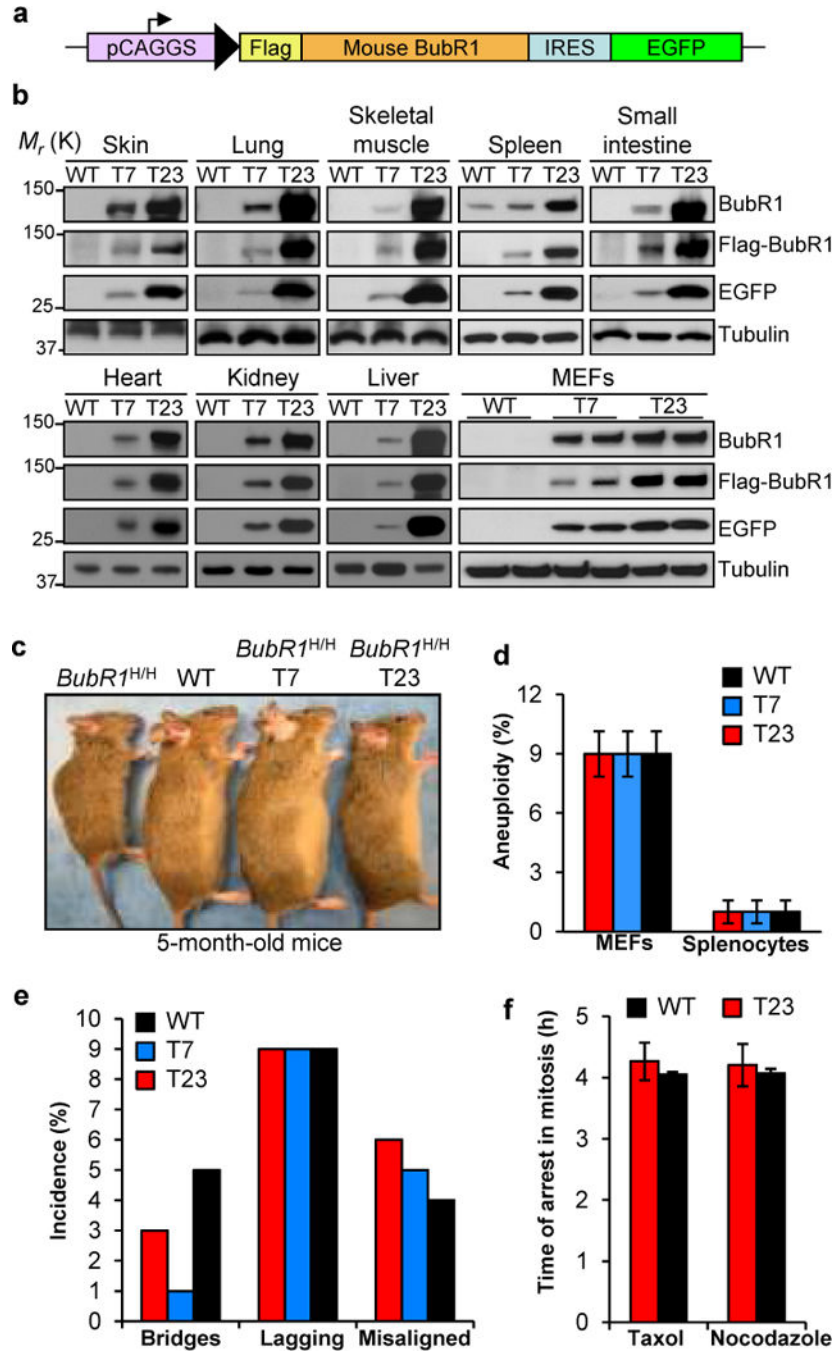 a
pCAGGS Flag Mouse BubR1 IRES EGFP
b
Mr (K) Skin Lung Skeletal muscle Spleen Small intestine
WT T7 T23 WT T7 T23 WT T7 T23 WT T7 T23 WT T7 T23
150 BubR1
150 Flag-BubR1
25 EGFP
37 Tubulin
Heart Kidney Liver MEFs
WT T7 T23 WT T7 T23 WT T7 T23 WT T7 T23
150 BubR1
150 Flag-BubR1
25 EGFP
37 Tubulin
c
BubR1H/H WT BubR1H/H T7 BubR1H/H T23
5-month-old mice
d
WT
T7
T23
Aneuploidy (%)
12
9
6
3
0
MEFs Splenocytes
e
WT
T7
T23
Incidence (%)
10
9
8
7
6
5
4
3
2
1
0
Bridges Lagging Misaligned
f
WT T23
Time of arrest in mitosis (h)
5
4
3
2
1
0
Taxol Nocodazole